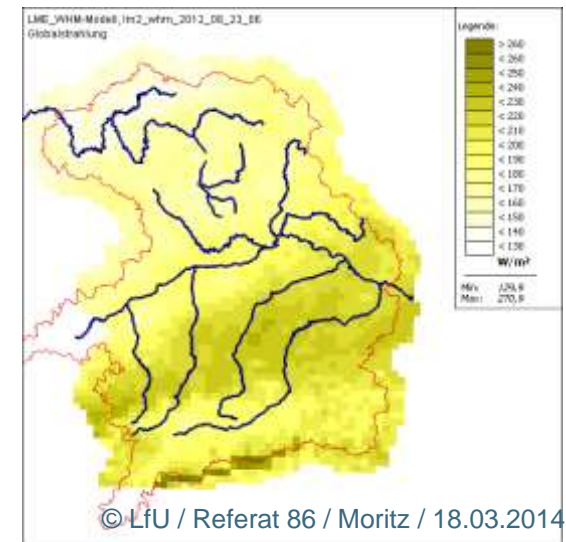 LME_WHM-Modell_lm2_whm_2012_08_23_06
Globalstrahlung
Legende:
> 260
< 260
< 250
< 240
< 230
< 220
< 210
< 200
< 190
< 180
< 170
< 160
< 150
< 140
< 130
W/m²
Min: 129,9
Max: 270,9
© LfU / Referat 86 / Moritz / 18.03.2014